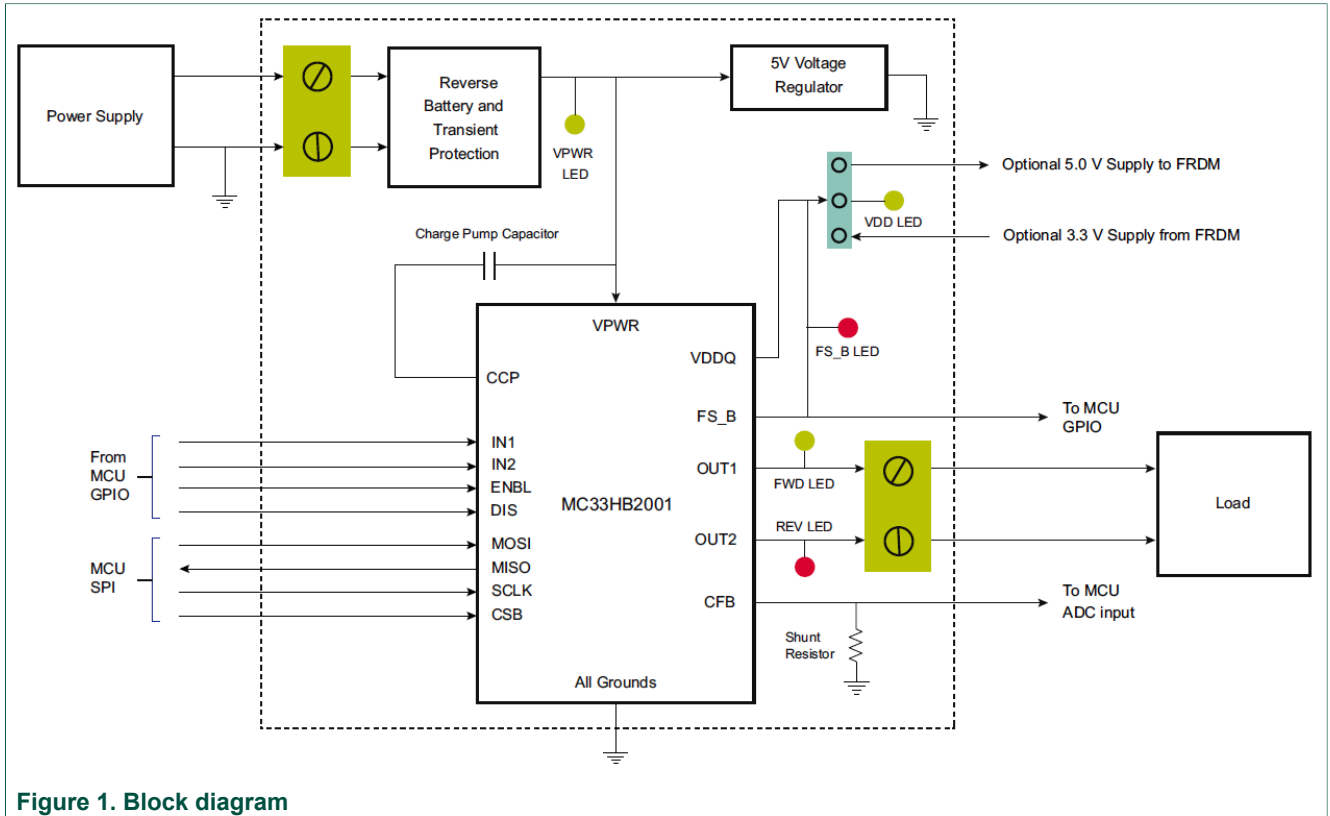 Power Supply
Reverse
Battery and
Transient
Protection
VPWR
LED
5V Voltage
Regulator
Optional 5.0 V Supply to FRDM
VDD LED
Optional 3.3 V Supply from FRDM
Charge Pump Capacitor
VPWR
VDDQ
FS_B LED
CCP
FS_B
To MCU
GPIO
From
MCU
GPIO
IN1
IN2
ENBL
DIS
MC33HB2001
OUT1
FWD LED
REV LED
OUT2
Load
MCU
SPI
MOSI
MISO
SCLK
CSB
CFB
To MCU
ADC input
Shunt
Resistor
All Grounds
Figure 1. Block diagram